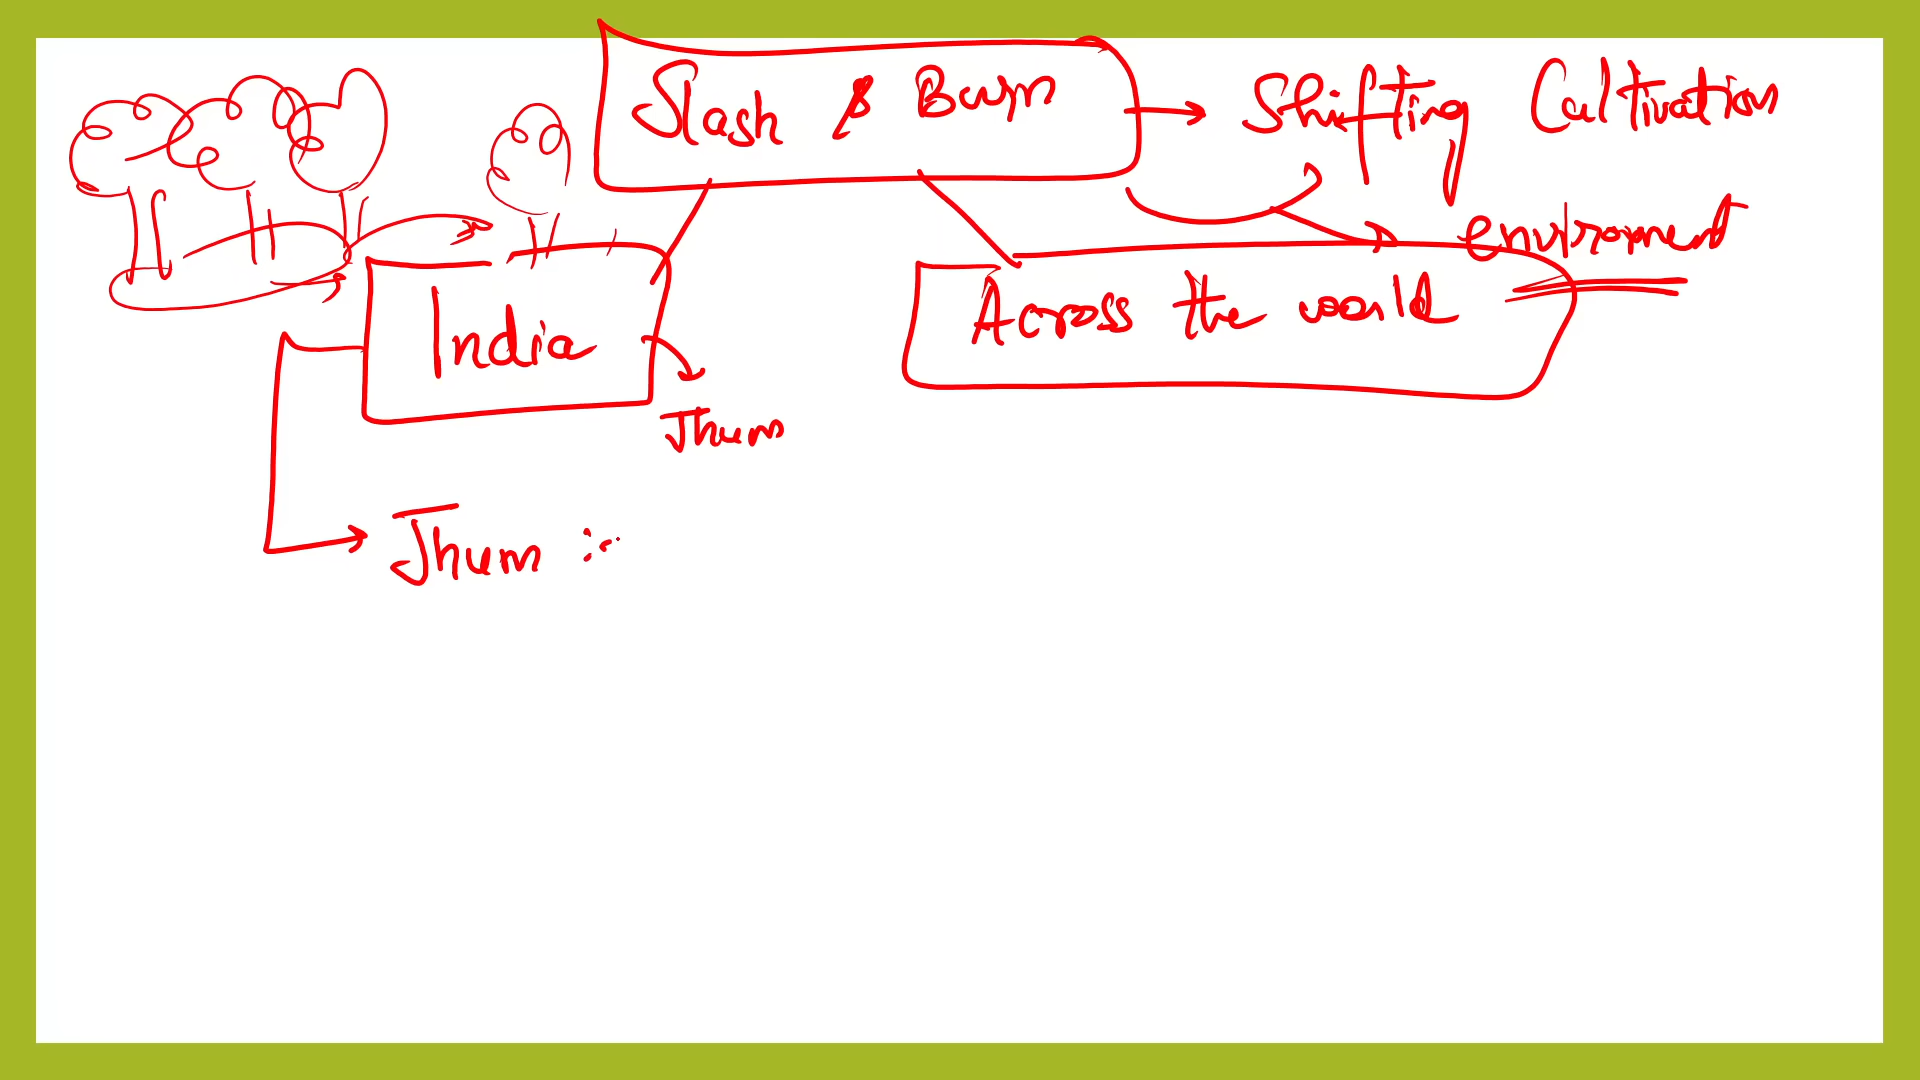 Slash & Burn → Shifting Cultivation
environment
India
Across the world
Jhum
Jhum :-